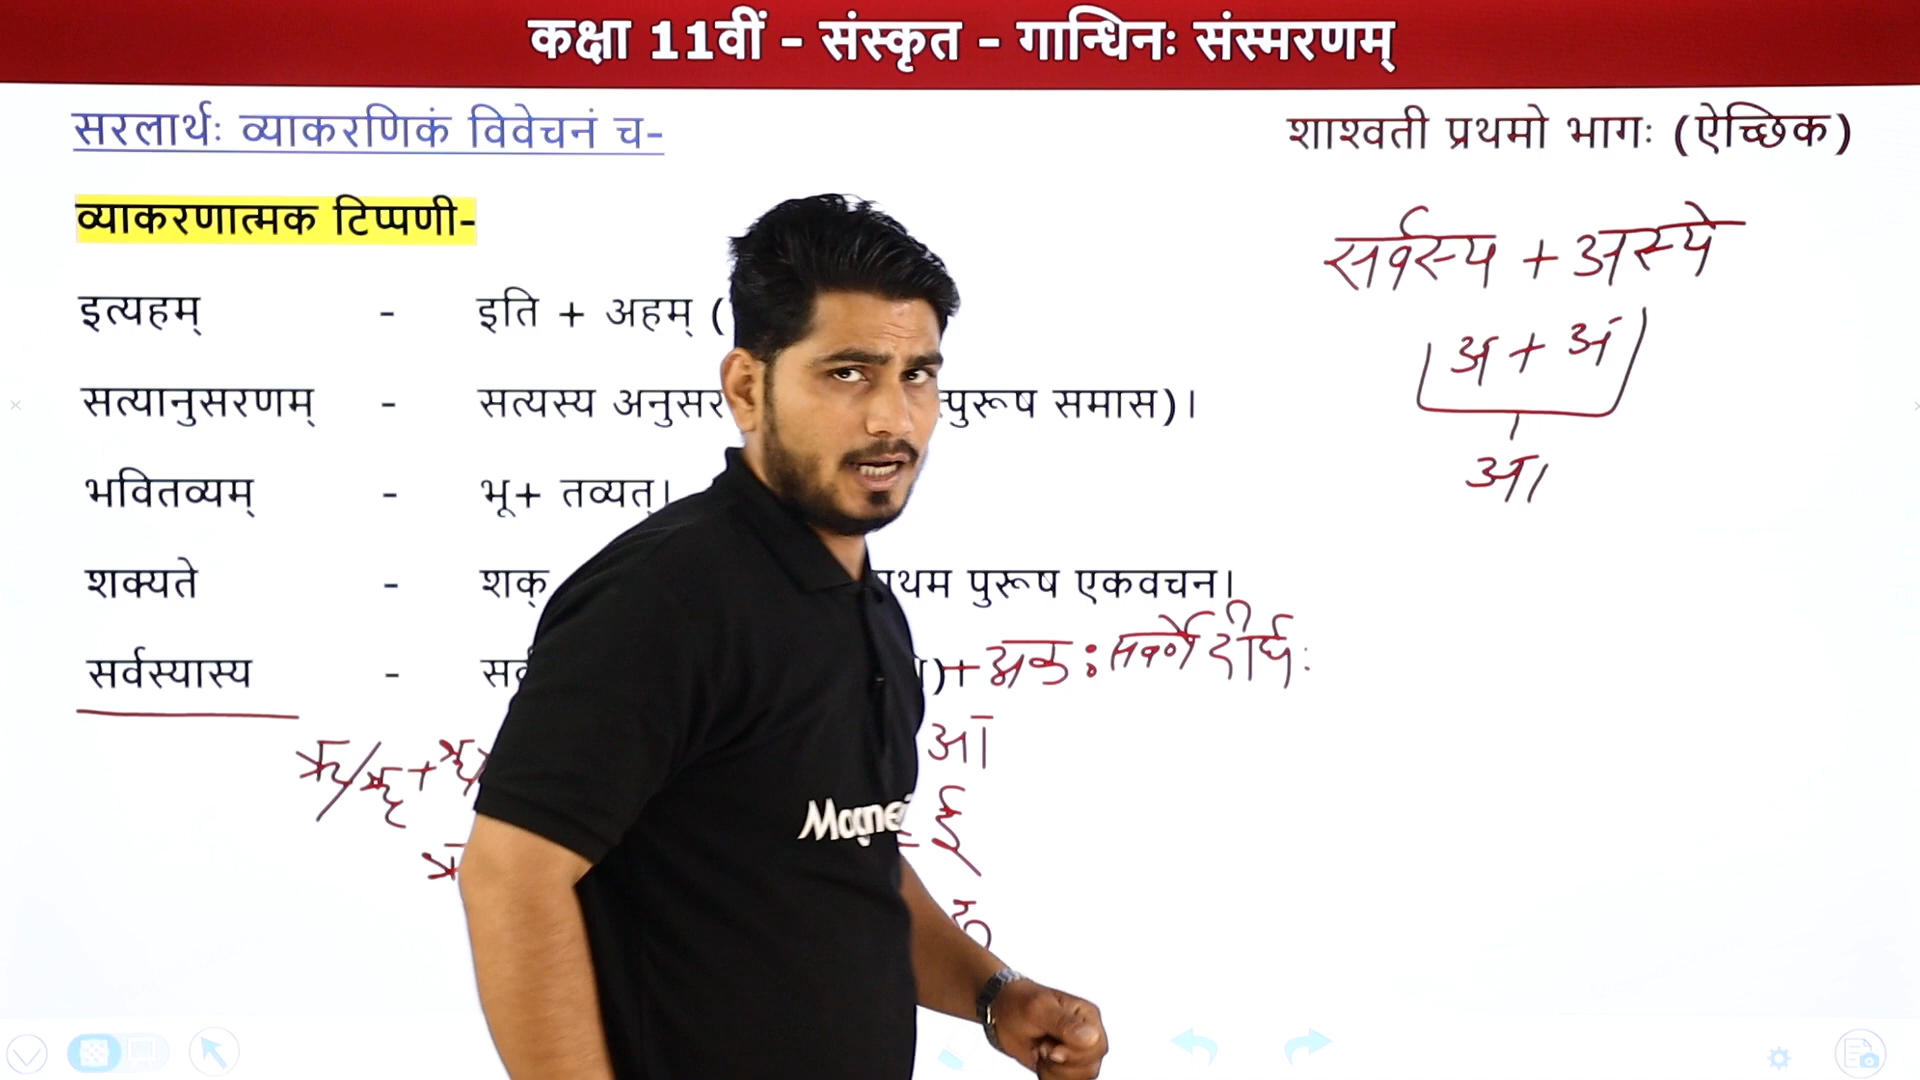 कक्षा 11वीं - संस्कृत - गान्धिनः संस्मरणम्
सरलार्थः व्याकरणिकं विवेचनं च-
शाश्वती प्रथमो भागः (ऐच्छिक)
व्याकरणात्मक टिप्पणी-
सर्वस्य + अस्य
इत्यहम् - इति + अहम् (
अ + अ
सत्यानुसरणम् - सत्यस्य अनुसर पुरूष समास)।
आ
भवितव्यम् - भू+ तव्यत्।
शक्यते - शक् थम पुरूष एकवचन।
सर्वस्यास्य - सर्व )+ अकः सवर्णे दीर्घः
आ
ई
Magne